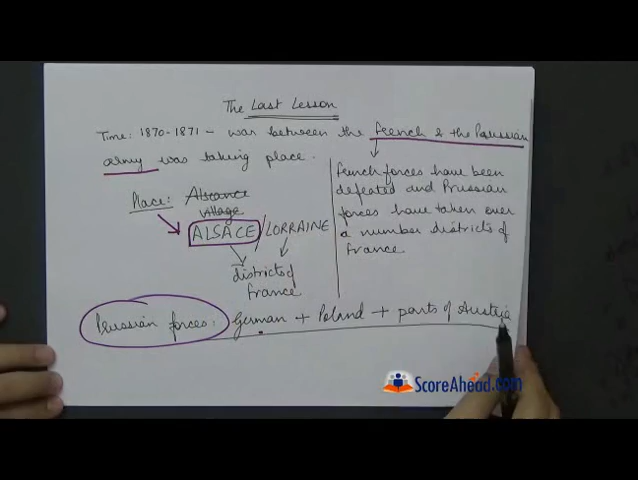 The Last Lesson
Time: 1870-1871 - war between the French & the Prussian
army was taking place.
Place: Alsance
village
ALSACE / LORRAINE
districts of
France
French forces have been
defeated and Prussian
forces have taken over
a number districts of
France
Prussian forces: German + Poland + parts of Austria
ScoreAhead.com